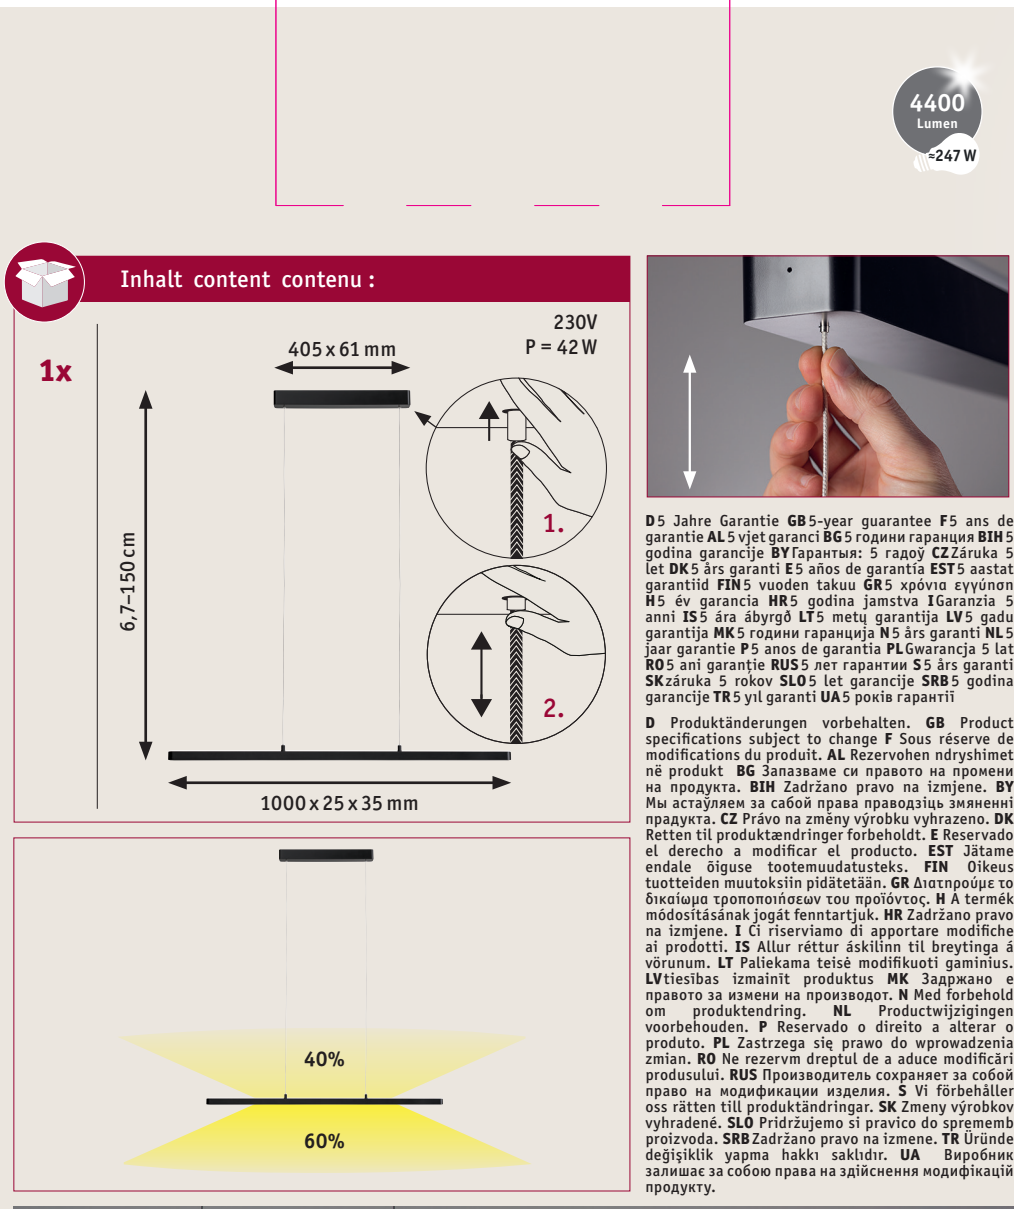 4400
Lumen
≈247 W
Inhalt content contenu :
1x
230V
P = 42 W
405 x 61 mm
6,7–150 cm
1.
2.
1000 x 25 x 35 mm
40%
60%
D 5 Jahre Garantie GB 5-year guarantee F 5 ans de
garantie AL 5 vjet garanci BG 5 години гаранция BIH 5
godina garancije BY Гарантыя: 5 гадоў CZ Záruka 5
let DK 5 års garanti E 5 años de garantía EST 5 aastat
garantiid FIN 5 vuoden takuu GR 5 χρόνια εγγύηση
H 5 év garancia HR 5 godina jamstva I Garanzia 5
anni IS 5 ára ábyrgð LT 5 metų garantija LV 5 gadu
garantija MK 5 години гаранција N 5 års garanti NL 5
jaar garantie P 5 anos de garantia PL Gwarancja 5 lat
RO 5 ani garanție RUS 5 лет гарантии S 5 års garanti
SK záruka 5 rokov SLO 5 let garancije SRB 5 godina
garancije TR 5 yıl garanti UA 5 років гарантії
D Produktänderungen vorbehalten. GB Product
specifications subject to change F Sous réserve de
modifications du produit. AL Rezervohen ndryshimet
në produkt BG Запазваме си правото на промени
на продукта. BIH Zadržano pravo na izmjene. BY
Мы астаўляем за сабой права праводзіць змяненні
прадукта. CZ Právo na změny výrobku vyhrazeno. DK
Retten til produktændringer forbeholdt. E Reservado
el derecho a modificar el producto. EST Jätame
endale õiguse tootemuudatusteks. FIN Oikeus
tuotteiden muutoksiin pidätetään. GR Διατηρούμε το
δικαίωμα τροποποιήσεων του προϊόντος. H A termék
módosításának jogát fenntartjuk. HR Zadržano pravo
na izmjene. I Ci riserviamo di apportare modifiche
ai prodotti. IS Allur réttur áskilinn til breytinga á
vörunum. LT Paliekama teisė modifikuoti gaminius.
LV tiesības izmainīt produktus MK Задржано е
правото за измени на производот. N Med forbehold
om produktendring. NL Productwijzigingen
voorbehouden. P Reservado o direito a alterar o
produto. PL Zastrzega się prawo do wprowadzenia
zmian. RO Ne rezervm dreptul de a aduce modificări
produsului. RUS Производитель сохраняет за собой
право на модификации изделия. S Vi förbehåller
oss rätten till produktändringar. SK Zmeny výrobkov
vyhradené. SLO Pridržujemo si pravico do sprememb
proizvoda. SRB Zadržano pravo na izmene. TR Üründe
değişiklik yapma hakkı saklıdır. UA Виробник
залишає за собою права на здійснення модифікацій
продукту.